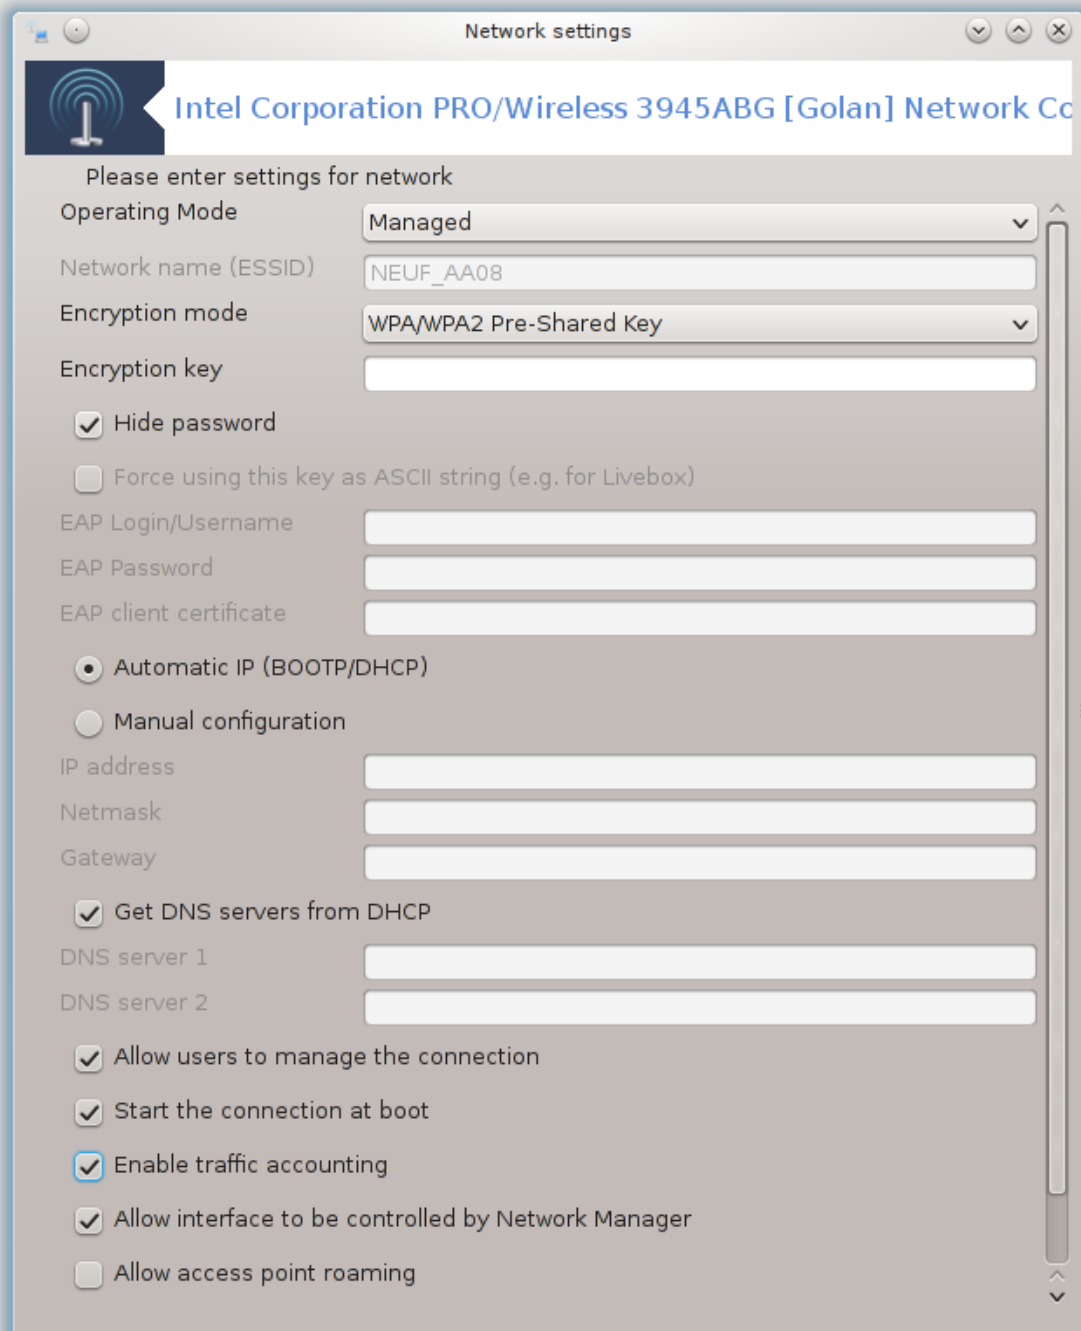 Network settings
Intel Corporation PRO/Wireless 3945ABG [Golan] Network Co
Please enter settings for network
Operating Mode Managed
Network name (ESSID) NEUF_AA08
Encryption mode WPA/WPA2 Pre-Shared Key
Encryption key
Hide password
Force using this key as ASCII string (e.g. for Livebox)
EAP Login/Username
EAP Password
EAP client certificate
Automatic IP (BOOTP/DHCP)
Manual configuration
IP address
Netmask
Gateway
Get DNS servers from DHCP
DNS server 1
DNS server 2
Allow users to manage the connection
Start the connection at boot
Enable traffic accounting
Allow interface to be controlled by Network Manager
Allow access point roaming